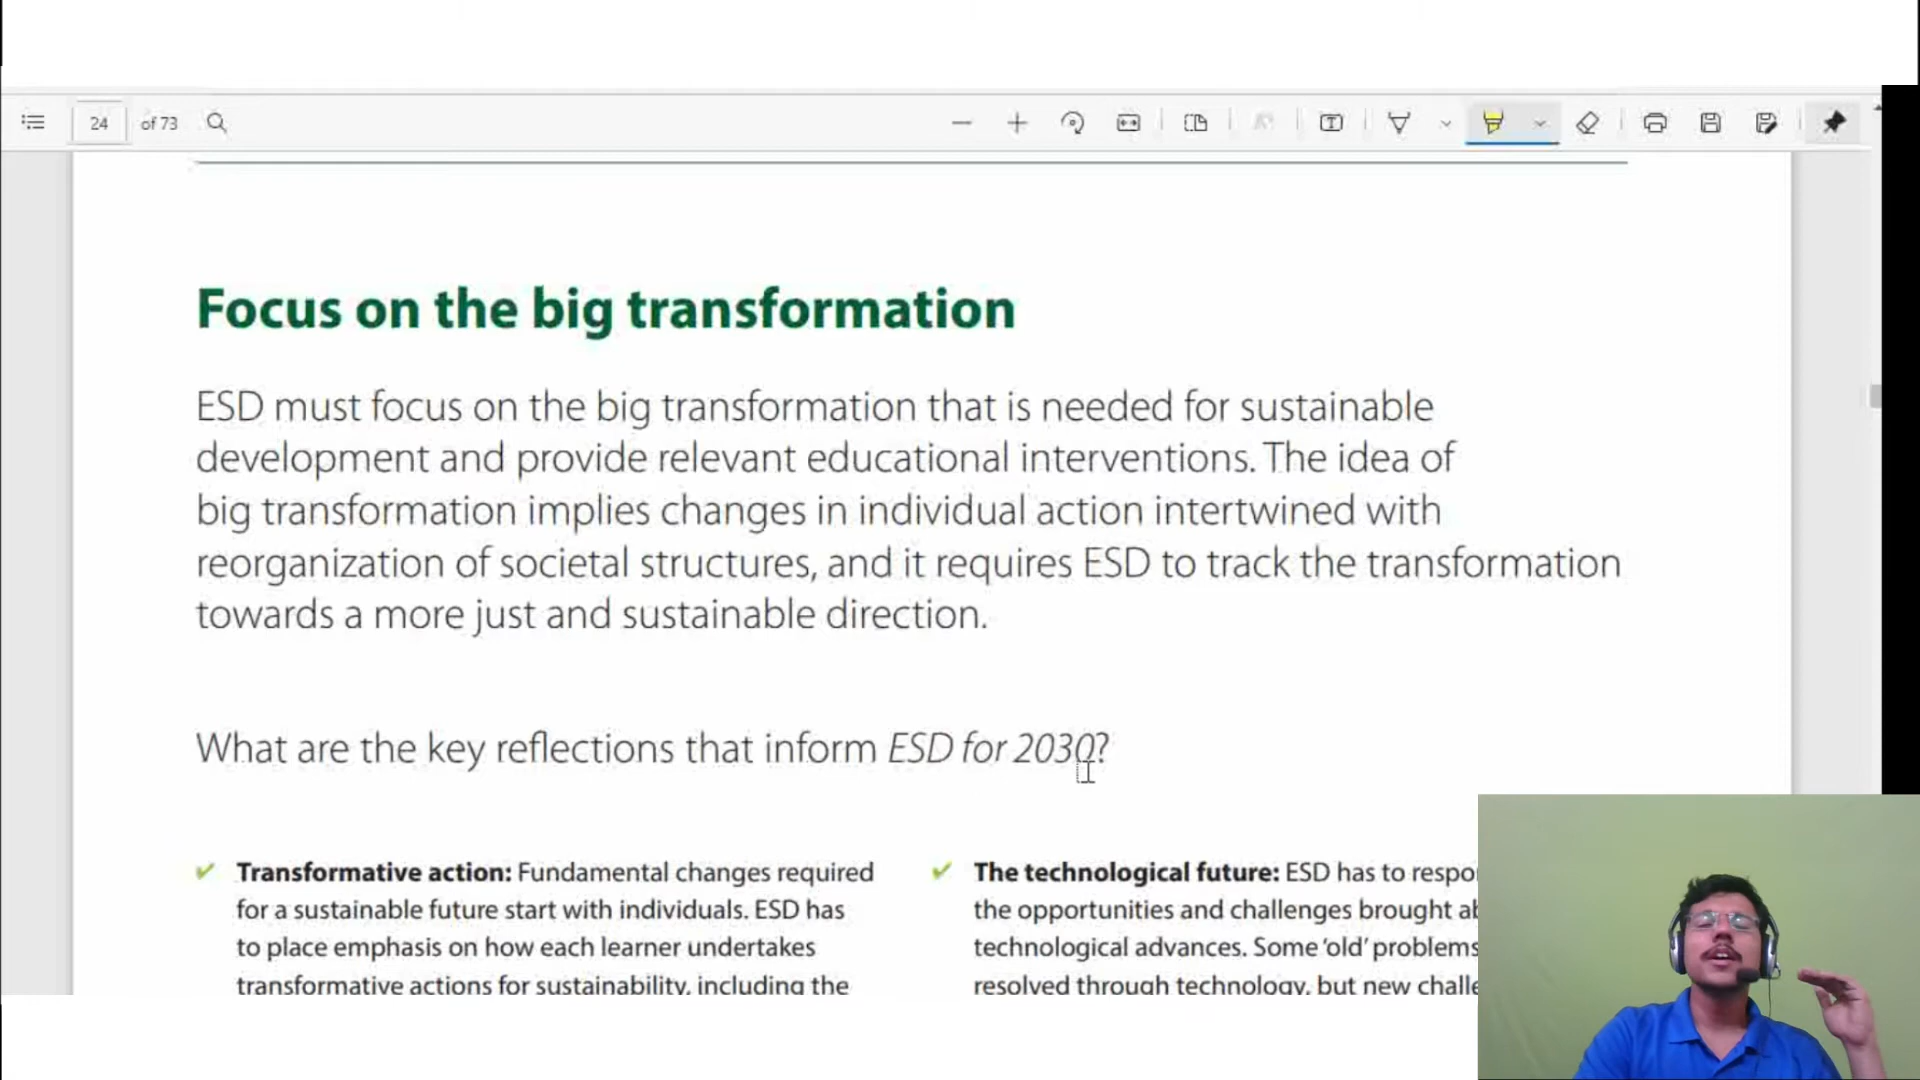 24 of 73
Focus on the big transformation
ESD must focus on the big transformation that is needed for sustainable
development and provide relevant educational interventions. The idea of
big transformation implies changes in individual action intertwined with
reorganization of societal structures, and it requires ESD to track the transformation
towards a more just and sustainable direction.
What are the key reflections that inform ESD for 2030?
✔ Transformative action: Fundamental changes required
for a sustainable future start with individuals. ESD has
to place emphasis on how each learner undertakes
transformative actions for sustainability, including the
✔ The technological future: ESD has to
the opportunities and challenges brought
technological advances. Some ‘old’ problems
resolved through technology, but new